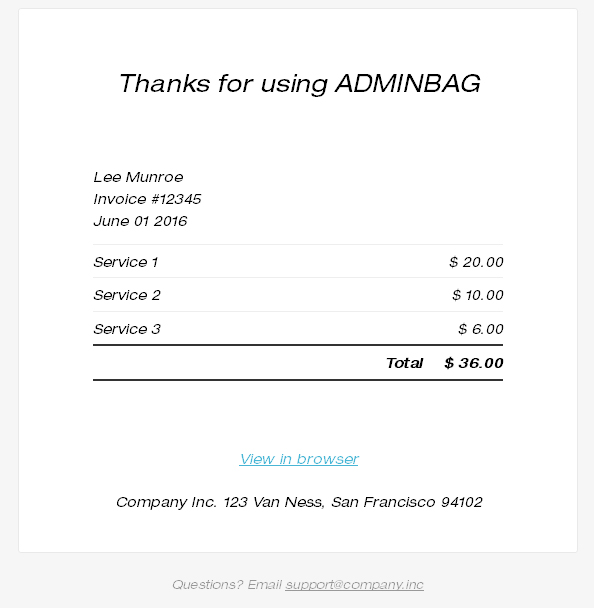 Thanks for using ADMINBAG
Lee Munroe
Invoice #12345
June 01 2016
Service 1 $ 20.00
Service 2 $ 10.00
Service 3 $ 6.00
Total $ 36.00
View in browser
Company Inc. 123 Van Ness, San Francisco 94102
Questions? Email support@company.inc